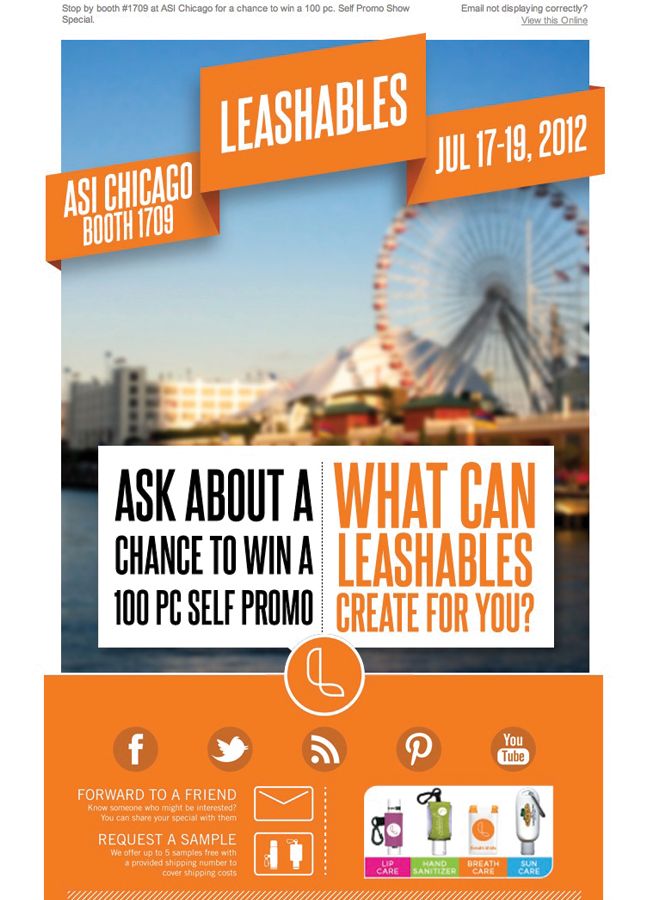 Stop by booth #1709 at ASI Chicago for a chance to win a 100 pc. Self Promo Show
Special.
Email not displaying correctly?
View this Online
LEASHABLES
ASI CHICAGO
BOOTH 1709
JUL 17-19, 2012
ASK ABOUT A
CHANCE TO WIN A
100 PC SELF PROMO
WHAT CAN
LEASHABLES
CREATE FOR YOU?
You
Tube
FORWARD TO A FRIEND
Know someone who might be interested?
You can share your special with them
REQUEST A SAMPLE
We offer up to 5 samples free with
a provided shipping number to
cover shipping costs
LIP
CARE
HAND
SANITIZER
BREATH
CARE
SUN
CARE